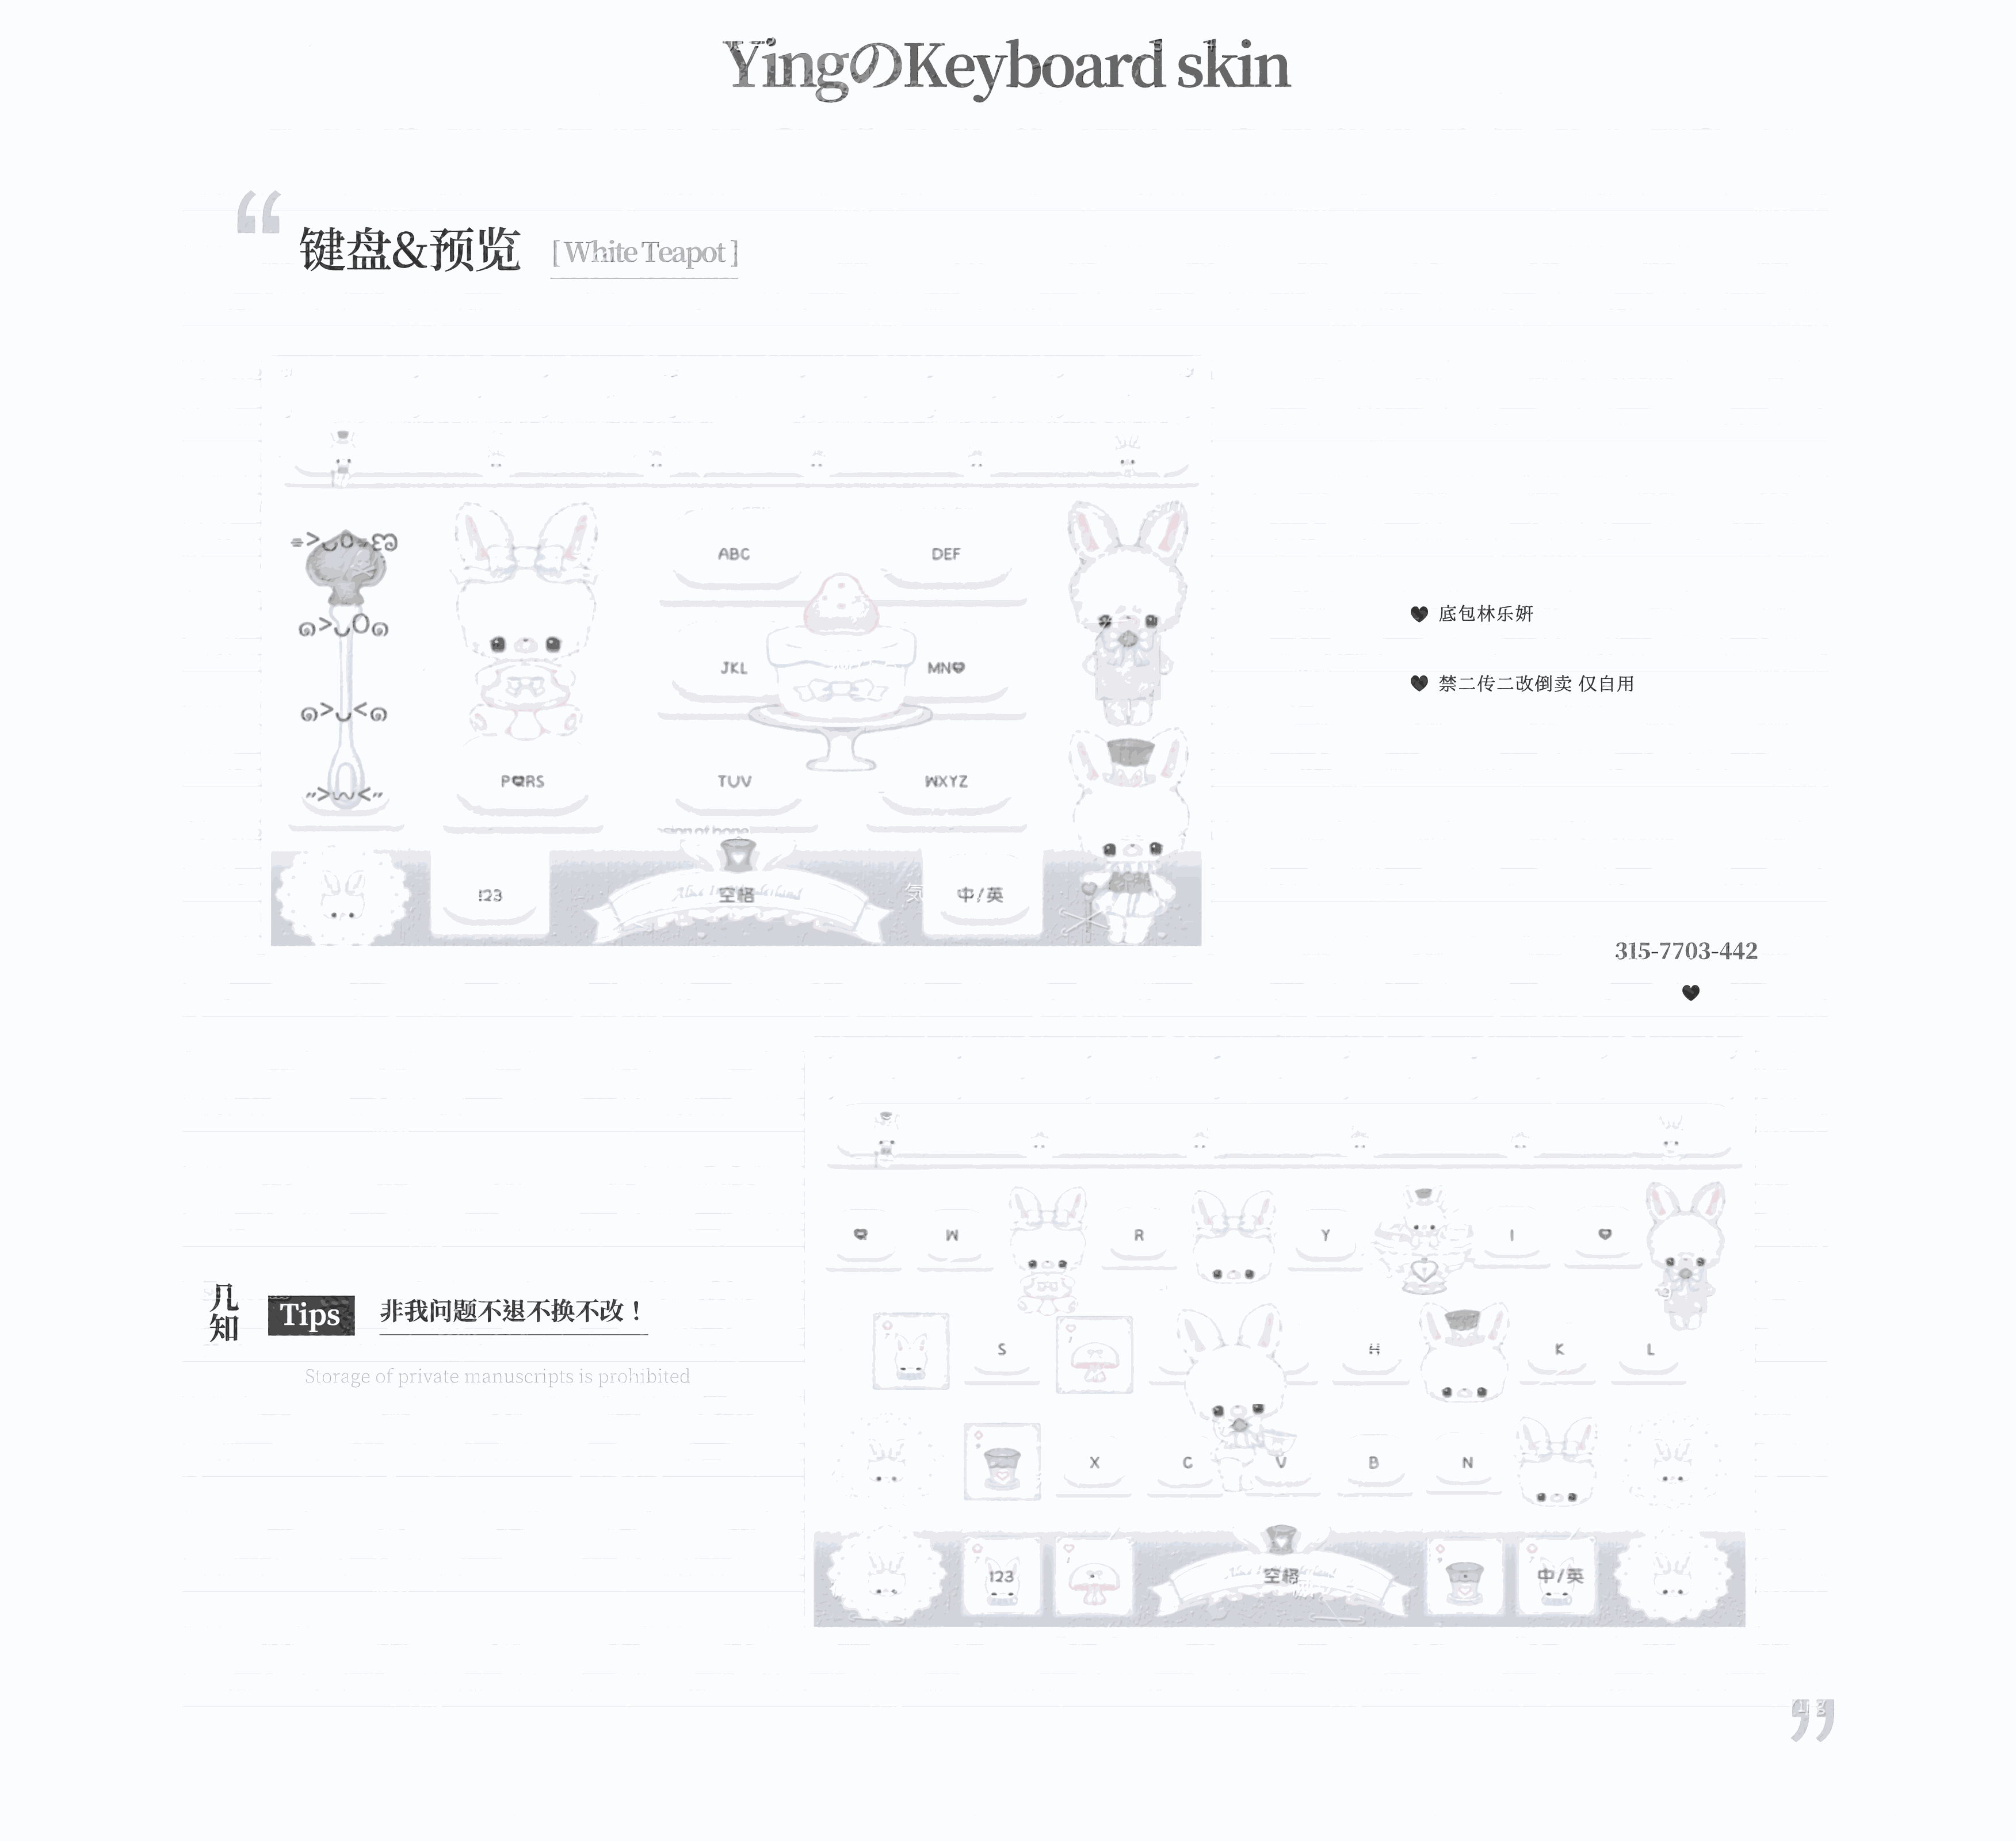 YingのKeyboard skin
键盘&预览 [ White Teapot ]
ABC DEF
JKL MN
P RS TUV WXYZ
123 空格 中/英
底包林乐妍
禁二传二改倒卖 仅自用
315-7703-442
W R Y I
S H K L
X C V B N
123 空格 中/英
几知
Tips 非我问题不退不换不改！
Storage of private manuscripts is prohibited